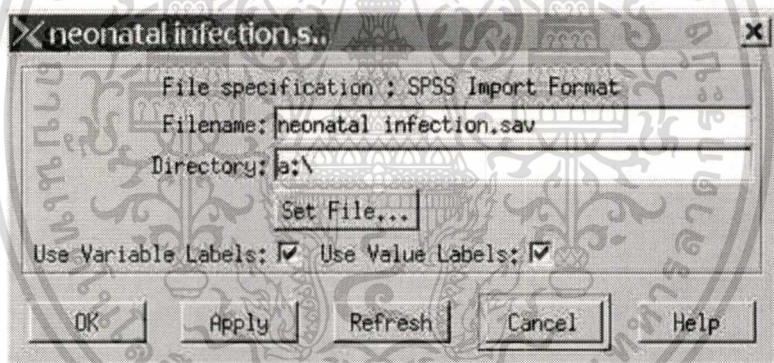 neonatal infection.s..
File specification : SPSS Import Format
Filename: neonatal infection.sav
Directory: a:\
Set File...
Use Variable Labels: Use Value Labels:
OK Apply Refresh Cancel Help